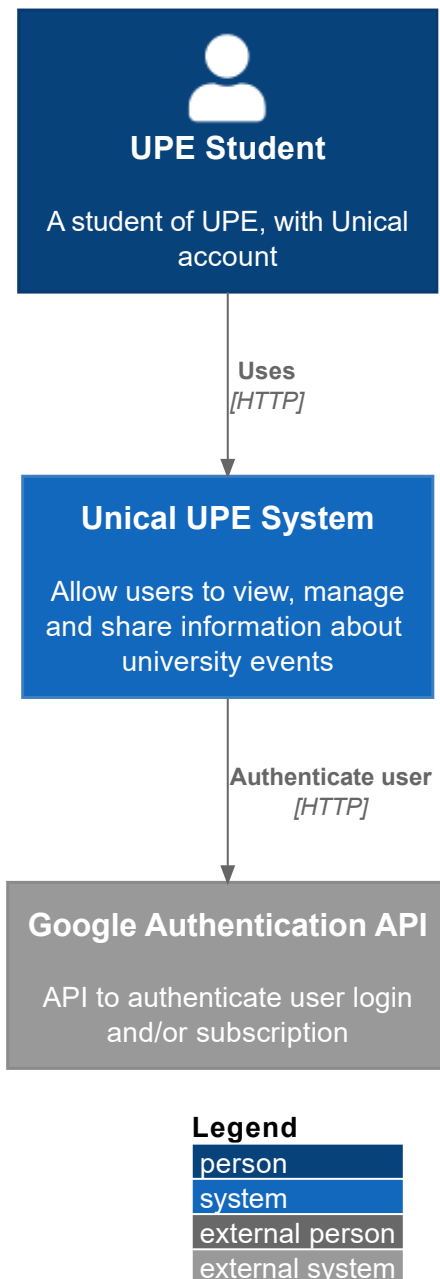 UPE Student
A student of UPE, with Unical
account
Uses
[HTTP]
Unical UPE System
Allow users to view, manage
and share information about
university events
Authenticate user
[HTTP]
Google Authentication API
API to authenticate user login
and/or subscription
Legend
person
system
external person
external system